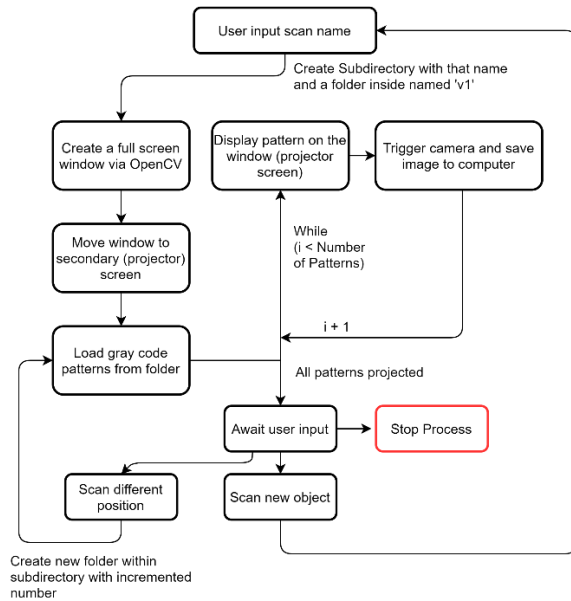 User input scan name
Create Subdirectory with that name
and a folder inside named 'v1'
Create a full screen
window via OpenCV
Display pattern on the
window (projector
screen)
Trigger camera and save
image to computer
Move window to
secondary (projector)
screen
While
(i < Number
of Patterns)
i + 1
Load gray code
patterns from folder
All patterns projected
Await user input
Stop Process
Scan different
position
Scan new object
Create new folder within
subdirectory with incremented
number